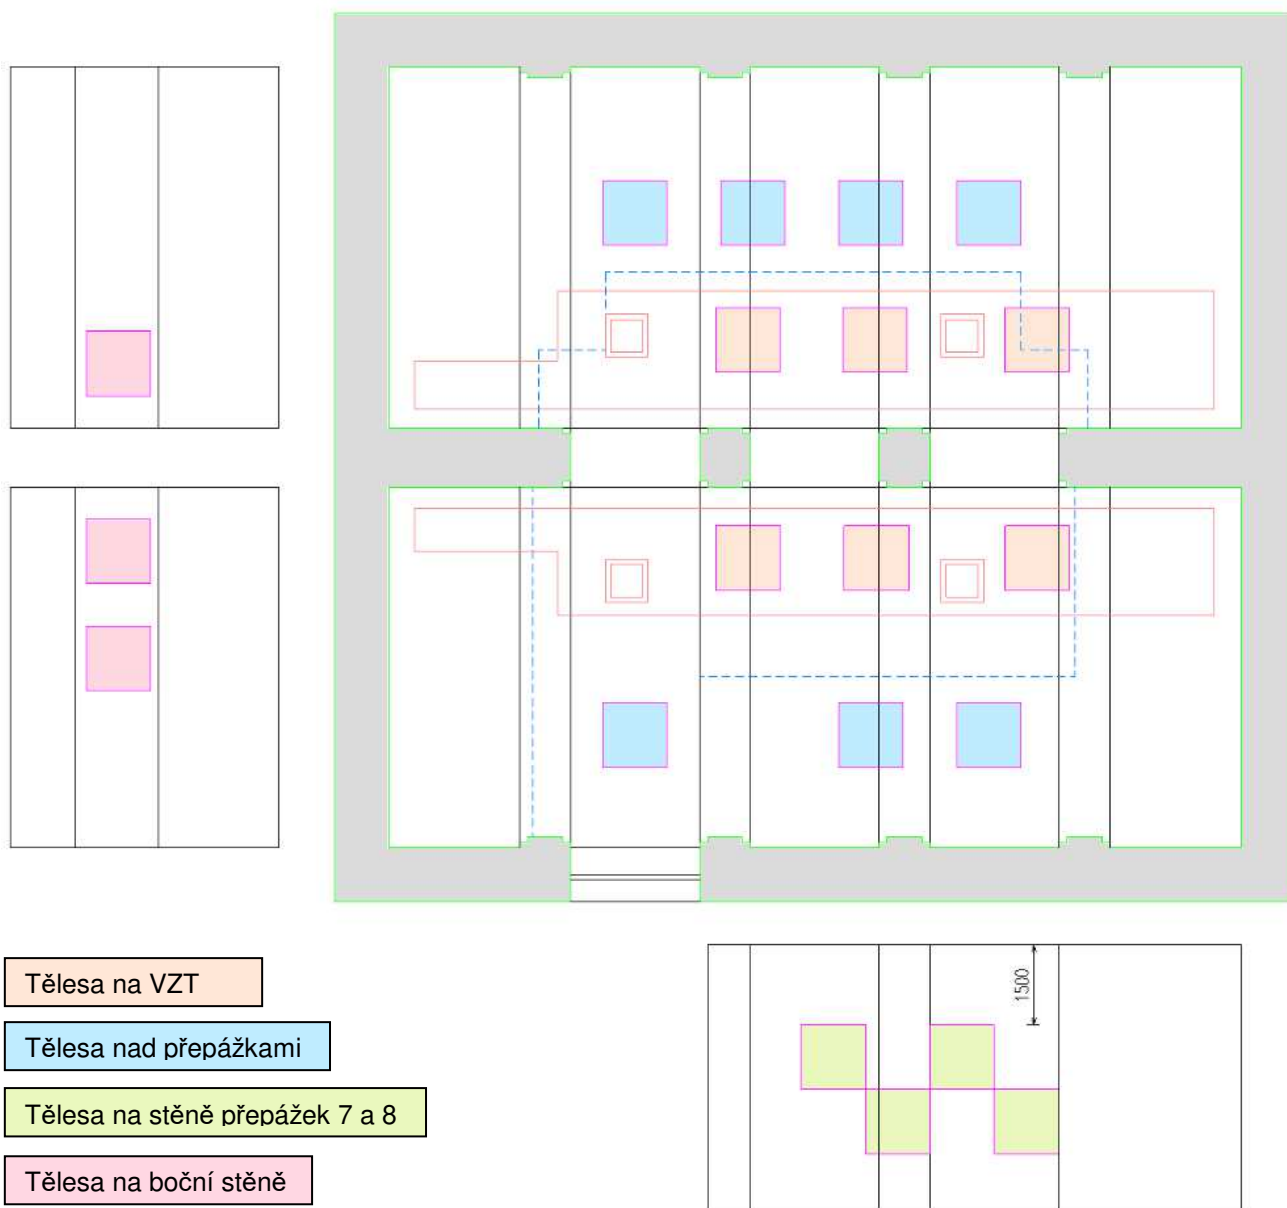 1500
Tělesa na VZT
Tělesa nad přepážkami
Tělesa na stěně přepážek 7 a 8
Tělesa na boční stěně